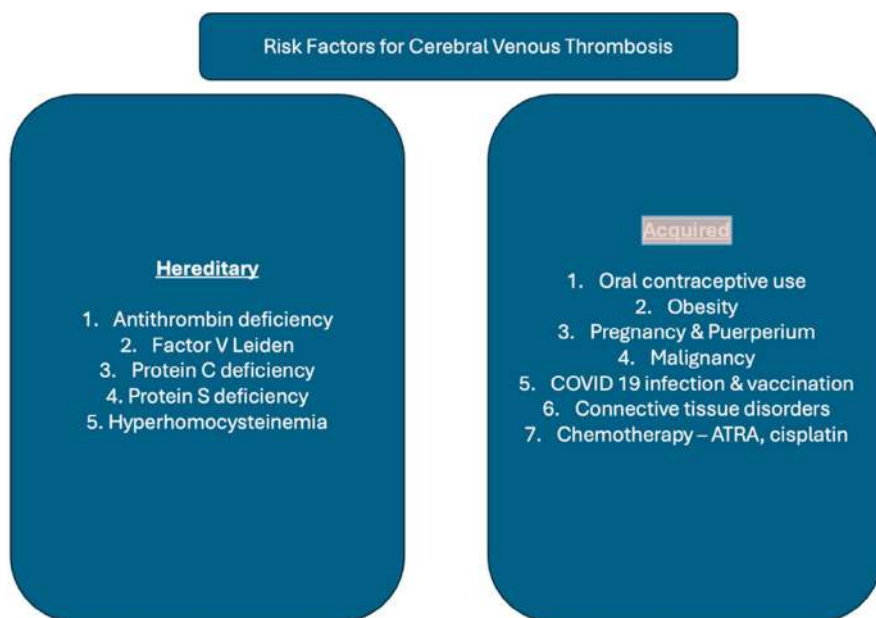 Risk Factors for Cerebral Venous Thrombosis
Hereditary
1. Antithrombin deficiency
2. Factor V Leiden
3. Protein C deficiency
4. Protein S deficiency
5. Hyperhomocysteinemia
Acquired
1. Oral contraceptive use
2. Obesity
3. Pregnancy & Puerperium
4. Malignancy
5. COVID 19 infection & vaccination
6. Connective tissue disorders
7. Chemotherapy – ATRA, cisplatin